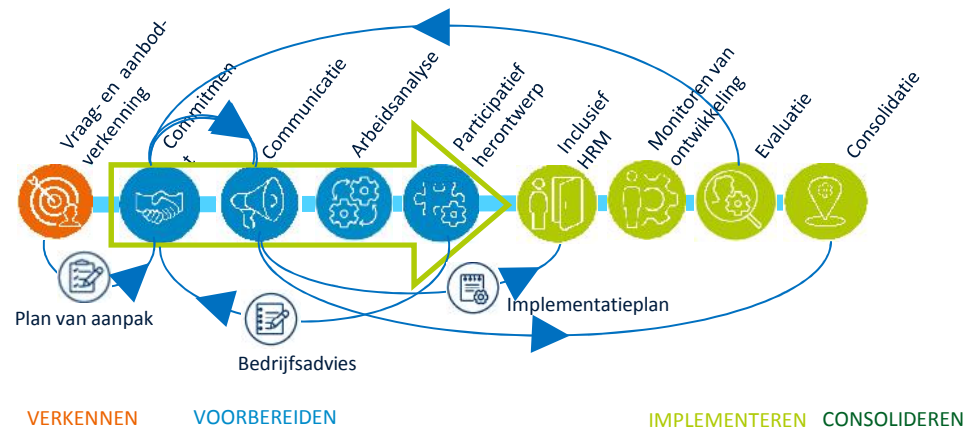 Vraag- en aanbod-
verkenning
Commitmen
t
Communicatie
Arbeidsanalyse
Participatief
herontwerp
Inclusief
HRM
Monitoren van
ontwikkeling
Evaluatie
Consolidatie
Plan van aanpak
Bedrijfsadvies
Implementatieplan
VERKENNEN
VOORBEREIDEN
IMPLEMENTEREN
CONSOLIDEREN